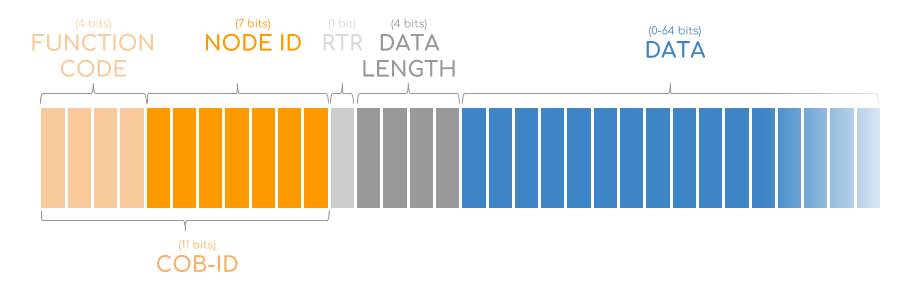 (4 bits)
FUNCTION
CODE
(7 bits)
NODE ID
(1 bit)
RTR
(4 bits)
DATA
LENGTH
(0-64 bits)
DATA
(11 bits)
COB-ID